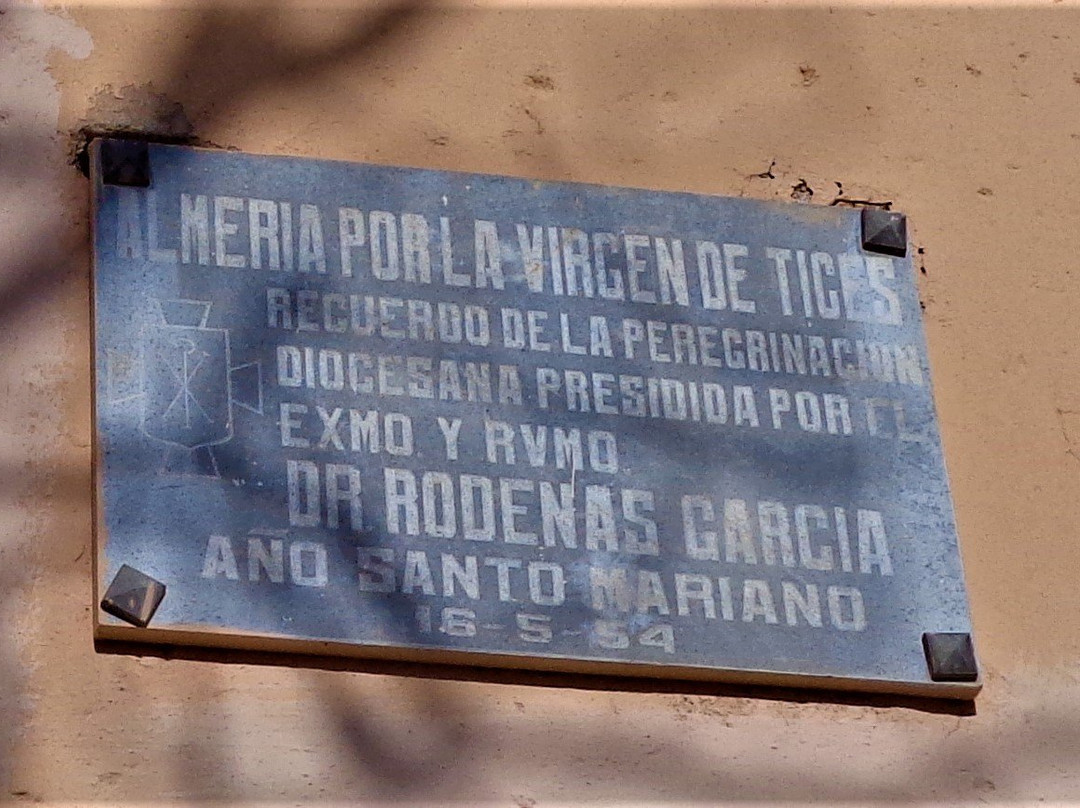 ALMERIA POR LA VIRGEN DE TICES
RECUERDO DE LA PEREGRINACION
DIOCESANA PRESIDIDA POR EL
EXMO Y RVMO
DR RODENAS GARCIA
AÑO SANTO MARIANO
16-5-54